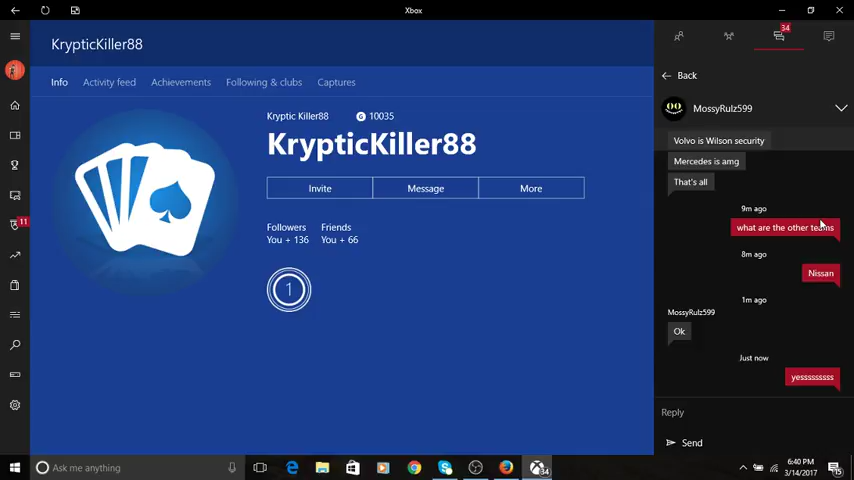 Xbox
KrypticKiller88
Info Activity feed Achievements Following & clubs Captures
Kryptic Killer88 G 10035
KrypticKiller88
Invite Message More
Followers Friends
You + 136 You + 66
1
34
Back
MossyRulz599
Volvo is Wilson security
Mercedes is amg
That's all
9m ago
what are the other teams
8m ago
Nissan
1m ago
MossyRulz599
Ok
Just now
yesssssssss
Reply
Send
11
Ask me anything
34
6:40 PM
3/14/2017
15